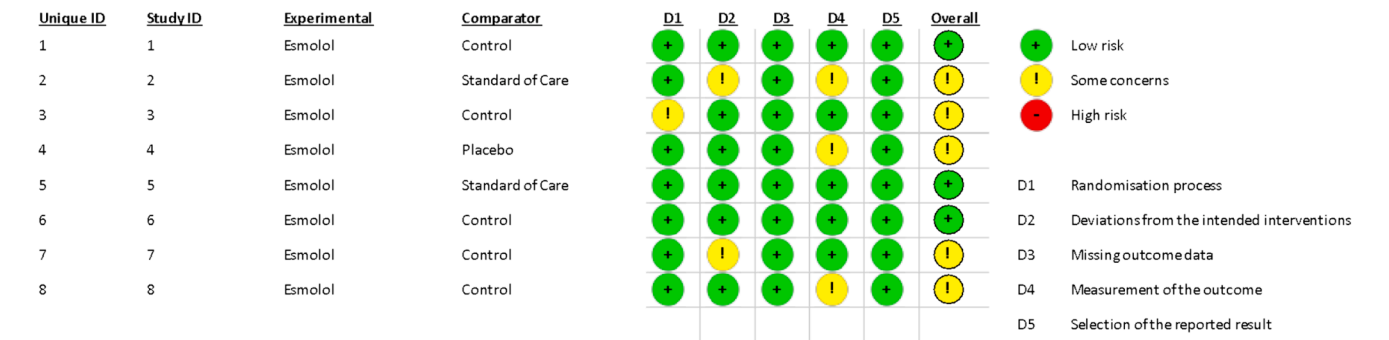 Unique ID Study ID Experimental Comparator D1 D2 D3 D4 D5 Overall
1 1 Esmolol Control + + + + + + + Low risk
2 2 Esmolol Standard of Care + ! + ! + ! ! Some concerns
3 3 Esmolol Control ! + + + + ! - High risk
4 4 Esmolol Placebo + + + ! + !
5 5 Esmolol Standard of Care + + + + + + D1 Randomisation process
6 6 Esmolol Control + + + + + + D2 Deviations from the intended interventions
7 7 Esmolol Control + ! + + + ! D3 Missing outcome data
8 8 Esmolol Control + + + ! + ! D4 Measurement of the outcome
D5 Selection of the reported result